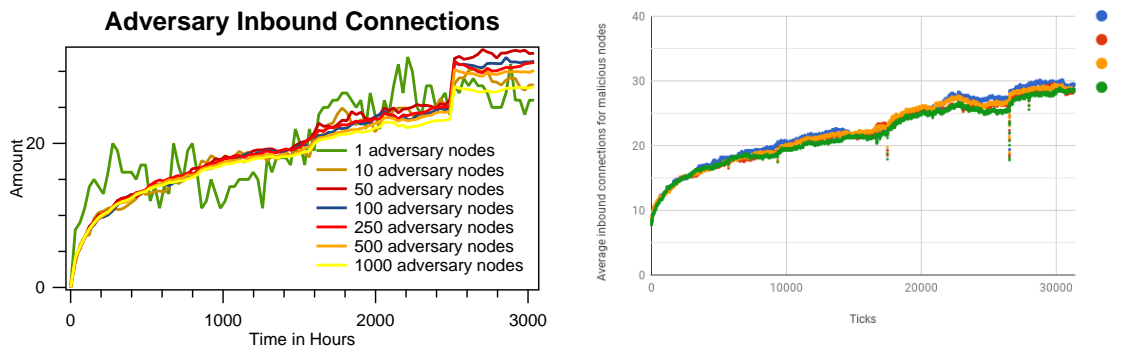 Adversary Inbound Connections
Amount
20
0
1 adversary nodes
10 adversary nodes
50 adversary nodes
100 adversary nodes
250 adversary nodes
500 adversary nodes
1000 adversary nodes
0
1000
2000
3000
Time in Hours
Average inbound connections for malicious nodes
40
30
20
10
0
0
10000
20000
30000
Ticks